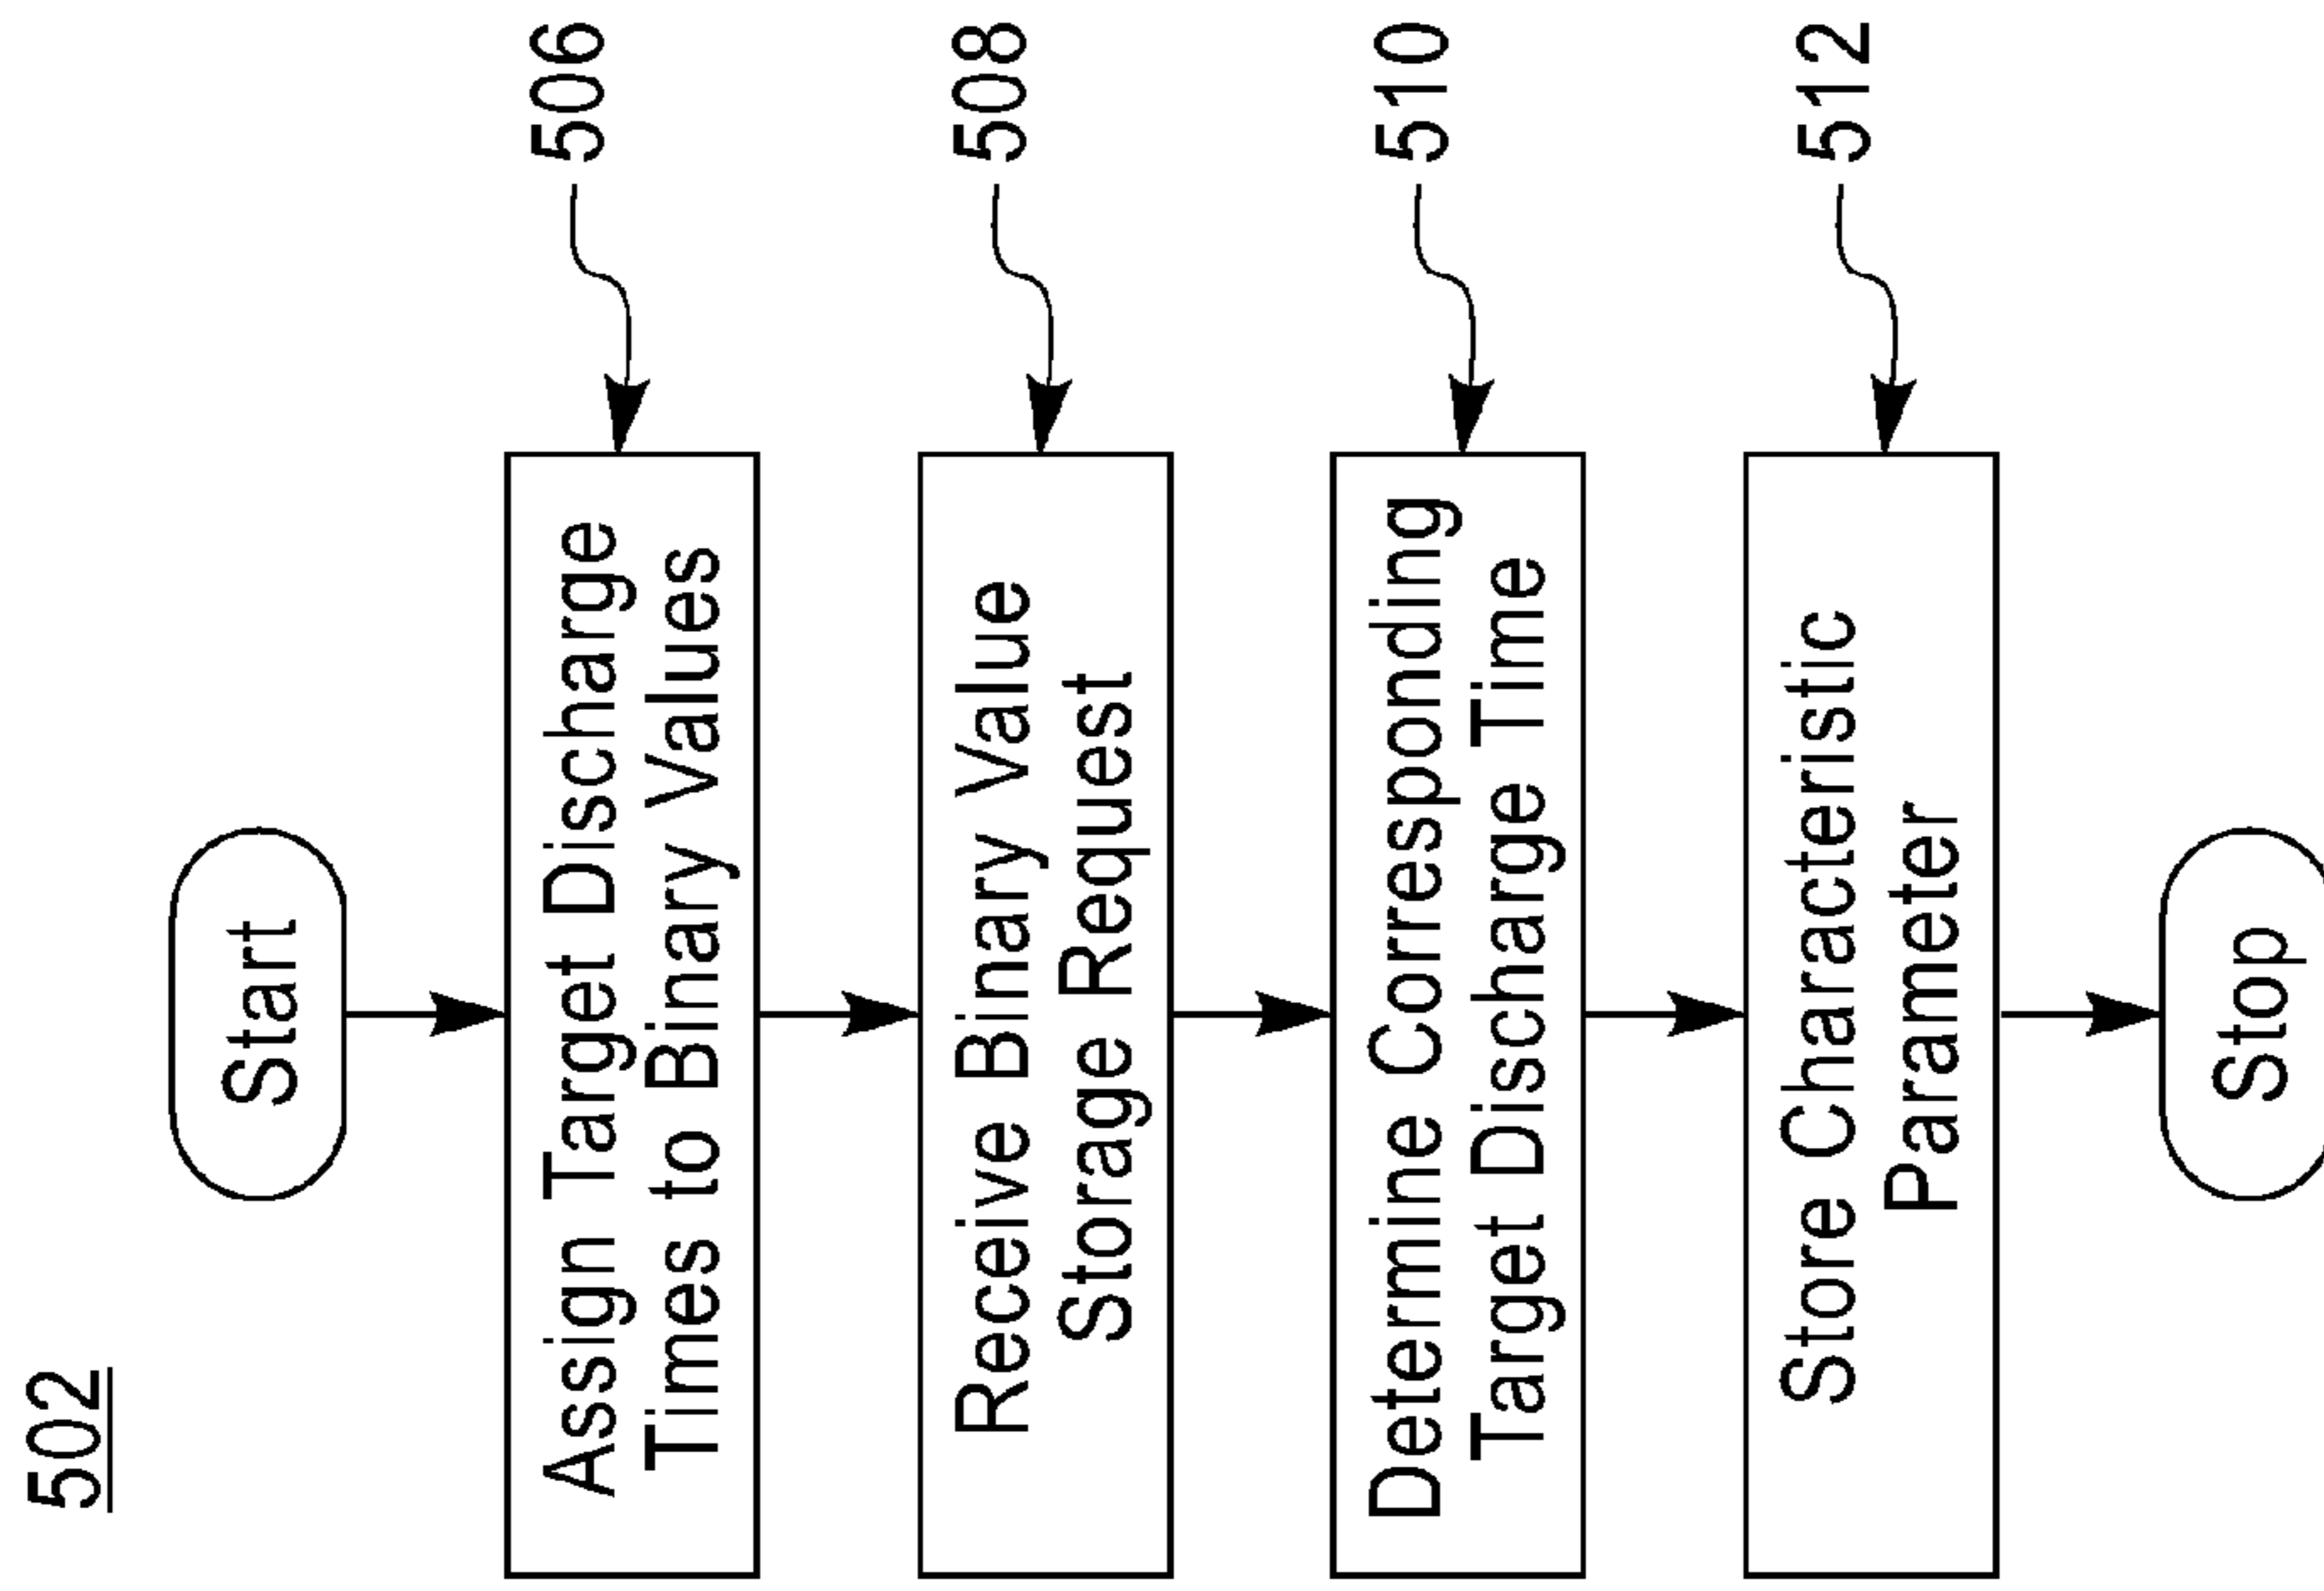 502
Start
Assign Target Discharge
Times to Binary Values
506
Receive Binary Value
Storage Request
508
Determine Corresponding
Target Discharge Time
510
Store Characteristic
Parameter
512
Stop